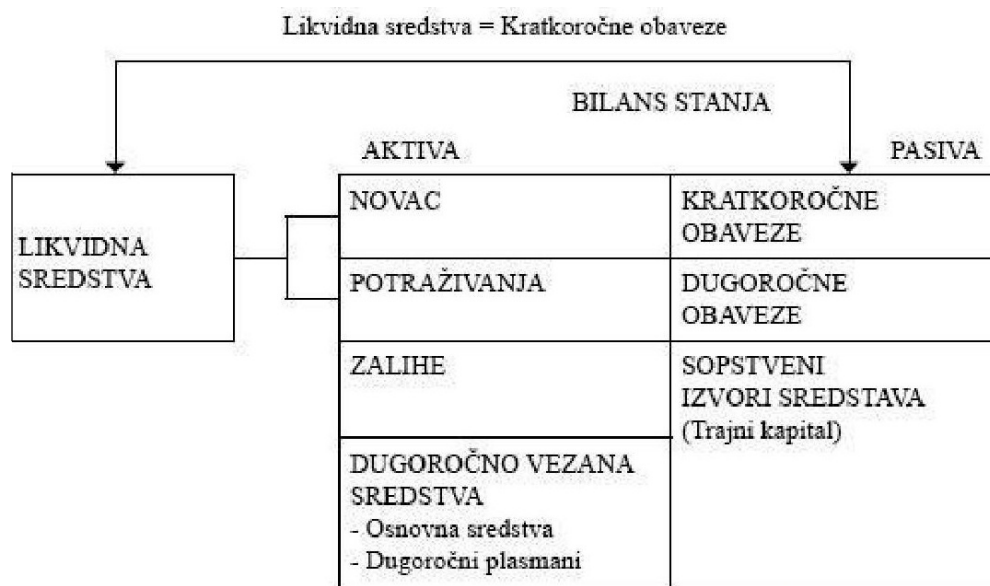 Likvidna sredstva = Kratkoročne obaveze
BILANS STANJA
AKTIVA
PASIVA
LIKVIDNA
SREDSTVA
NOVAC
KRATKOROČNE
OBAVEZE
POTRAŽIVANJA
DUGOROČNE
OBAVEZE
ZALIHE
SOPSTVENI
IZVORI SREDSTAVA
(Trajni kapital)
DUGOROČNO VEZANA
SREDSTVA
- Osnovna sredstva
- Dugoročni plasmani